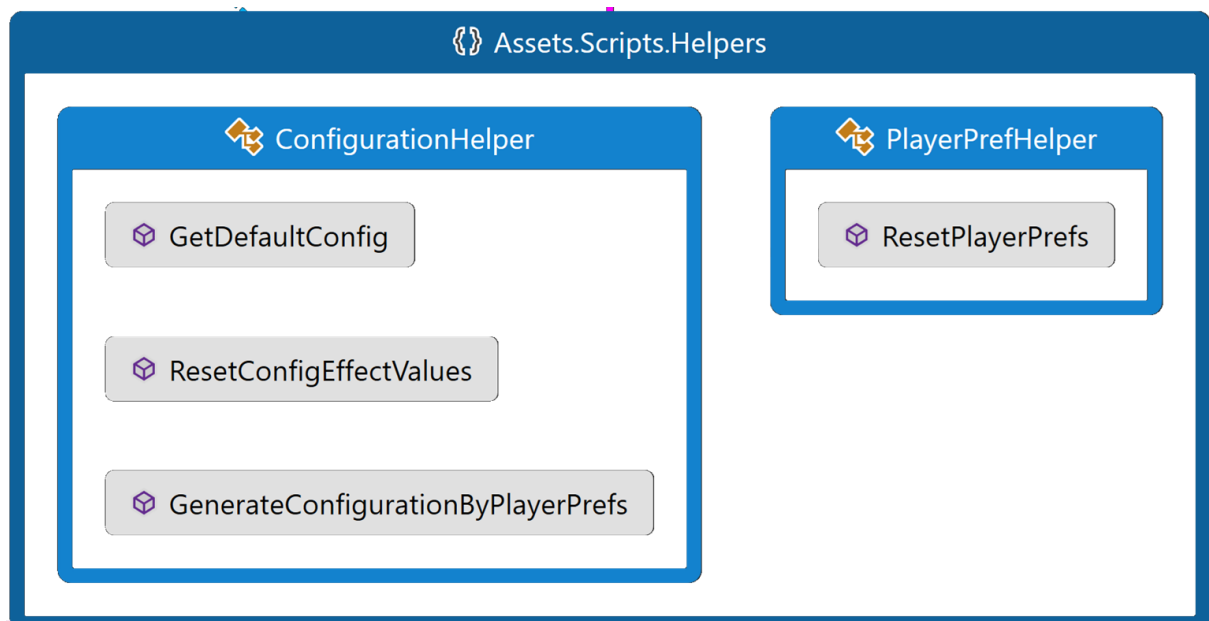 Assets.Scripts.Helpers
ConfigurationHelper
GetDefaultConfig
ResetConfigEffectValues
GenerateConfigurationByPlayerPrefs
PlayerPrefHelper
ResetPlayerPrefs